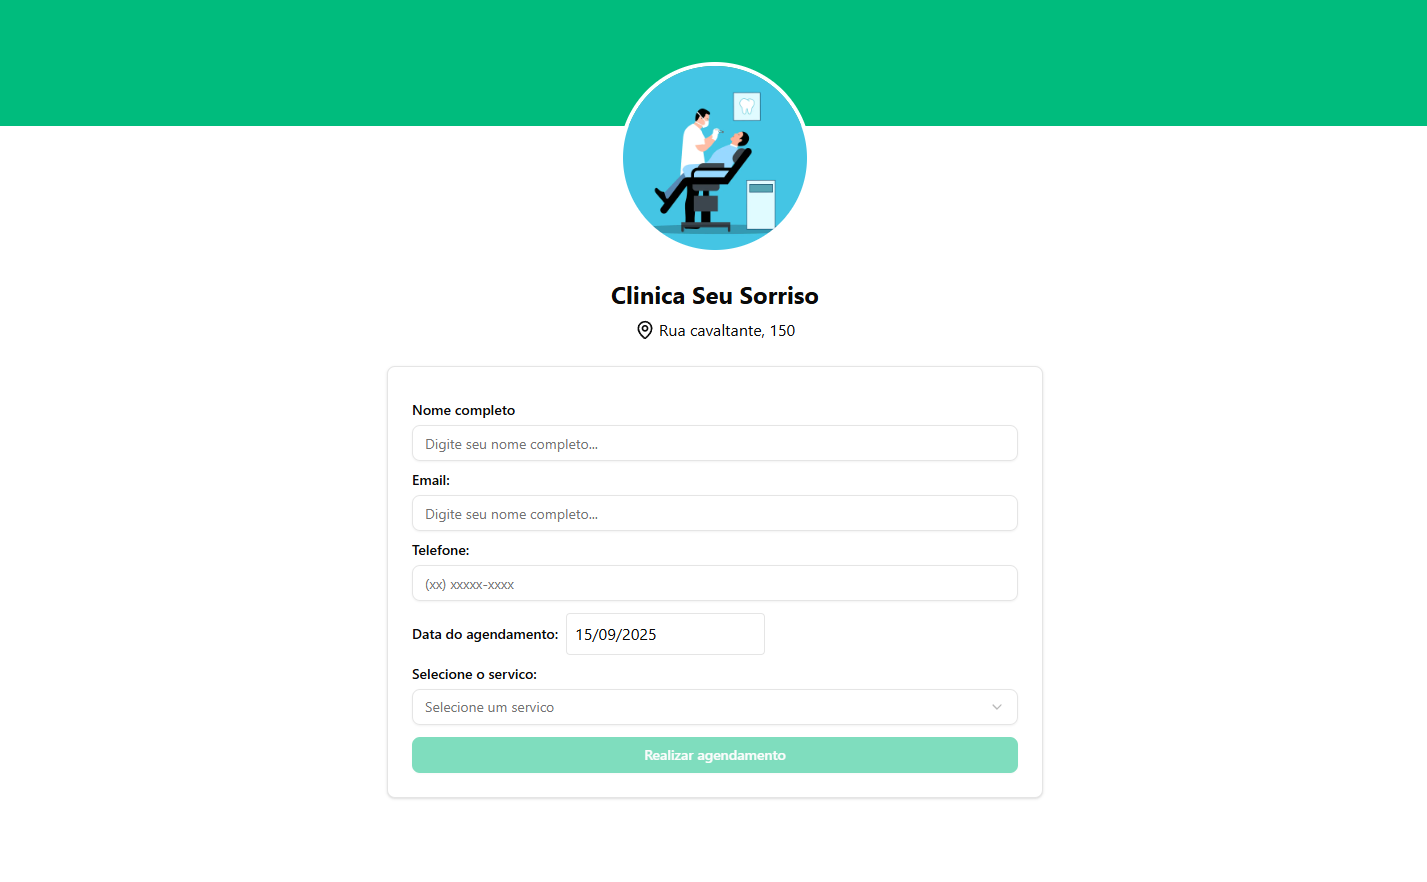 Clinica Seu Sorriso
Rua cavaltante, 150
Nome completo
Digite seu nome completo...
Email:
Digite seu nome completo...
Telefone:
(xx) xxxxx-xxxx
Data do agendamento: 15/09/2025
Selecione o servico:
Selecione um servico
Realizar agendamento